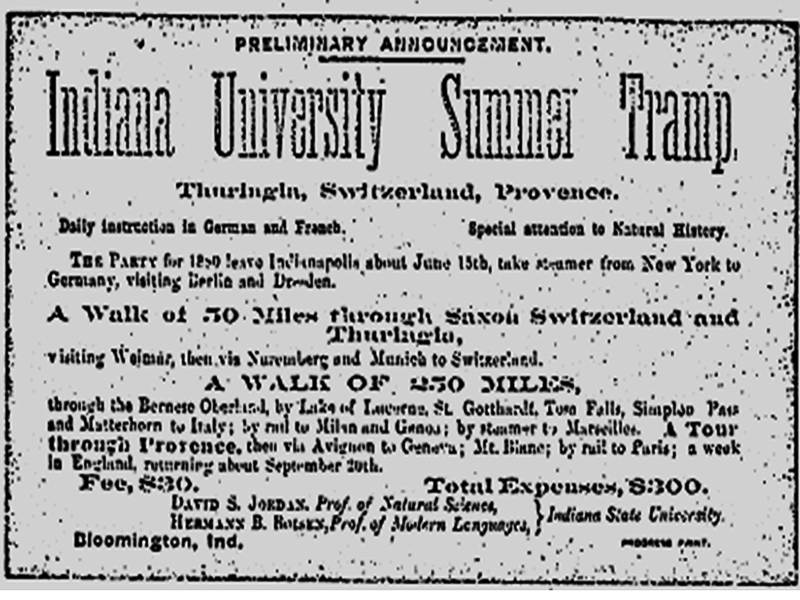 PRELIMINARY ANNOUNCEMENT.
Indiana University Summer Tramp.
Thuringia, Switzerland, Provence.
Daily instruction in German and French. Special attention to Natural History.
THE PARTY for 1890 leave Indianapolis about June 15th, take steamer from New York to
Germany, visiting Berlin and Dresden.
A Walk of 50 Miles through Saxon Switzerland and
Thuringia,
visiting Weimar, then via Nuremberg and Munich to Switzerland.
A WALK OF 250 MILES,
through the Bernese Oberland, by Lake of Lucerne, St. Gotthardt, Tosa Falls, Simplon Pass
and Matterhorn to Italy; by rail to Milan and Genoa; by steamer to Marseilles. A Tour
through Provence, then via Avignon to Geneva; Mt. Blanc; by rail to Paris; a week
in England, returning about September 20th.
Fee, $30. Total Expenses, $300.
DAVID S. JORDAN, Prof. of Natural Science,
HERMANN B. BOISEN, Prof. of Modern Languages, } Indiana State University.
Bloomington, Ind. PROGRESS PRINT.